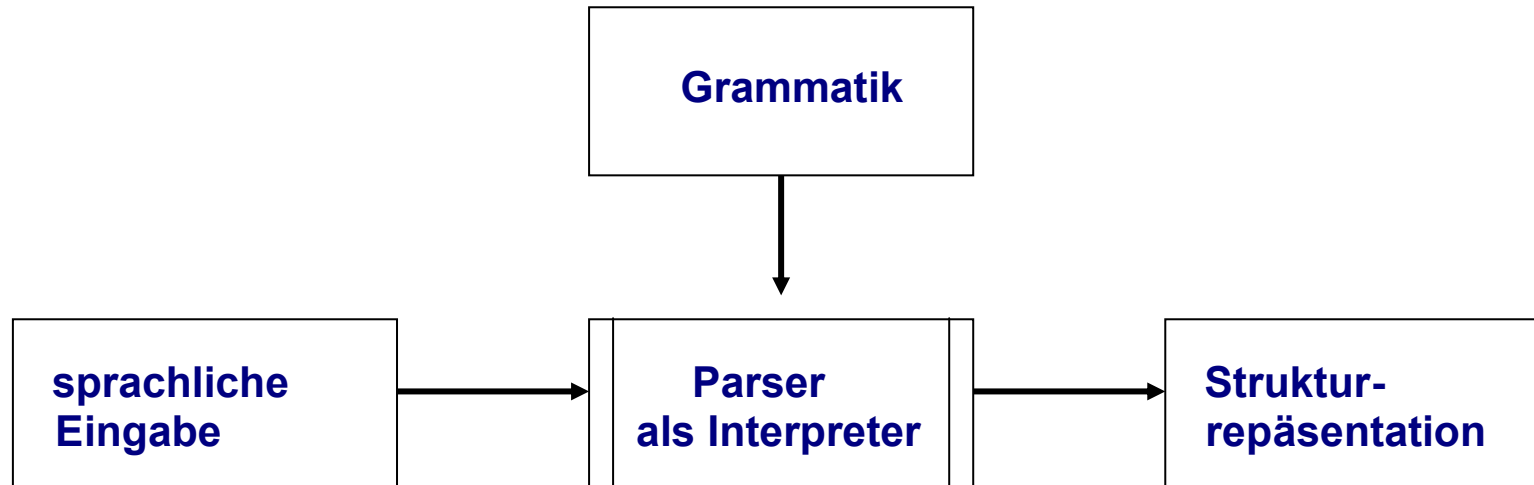 Grammatik
sprachliche
Eingabe
Parser
als Interpreter
Struktur-
repäsentation